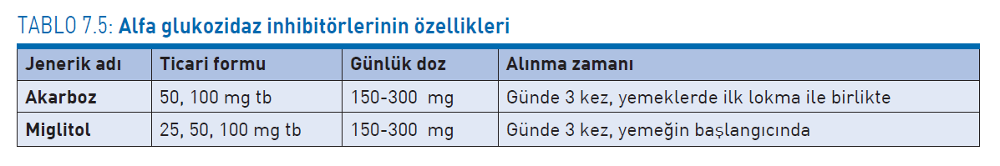 TABLO 7.5: Alfa glukozidaz inhibitörlerinin özellikleri
Jenerik adı Ticari formu Günlük doz Alınma zamanı
Akarboz 50, 100 mg tb 150-300 mg Günde 3 kez, yemeklerde ilk lokma ile birlikte
Miglitol 25, 50, 100 mg tb 150-300 mg Günde 3 kez, yemeğin başlangıcında